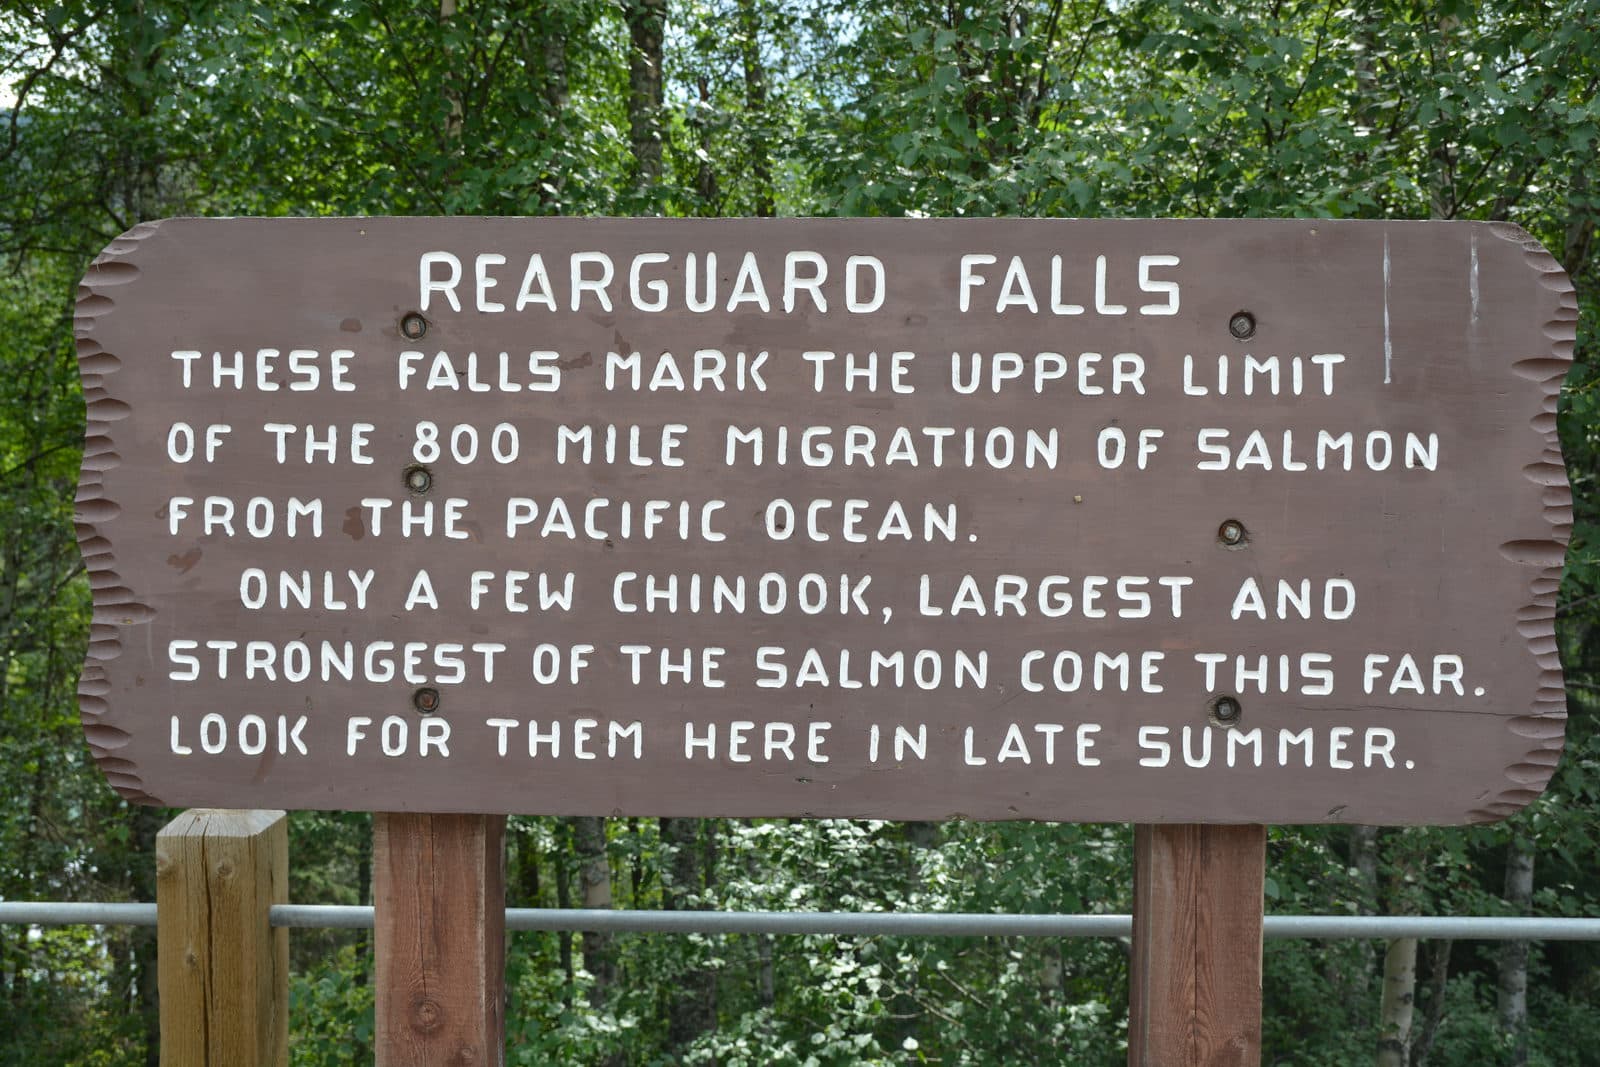 REARGUARD FALLS
THESE FALLS MARK THE UPPER LIMIT
OF THE 800 MILE MIGRATION OF SALMON
FROM THE PACIFIC OCEAN.
ONLY A FEW CHINOOK, LARGEST AND
STRONGEST OF THE SALMON COME THIS FAR.
LOOK FOR THEM HERE IN LATE SUMMER.